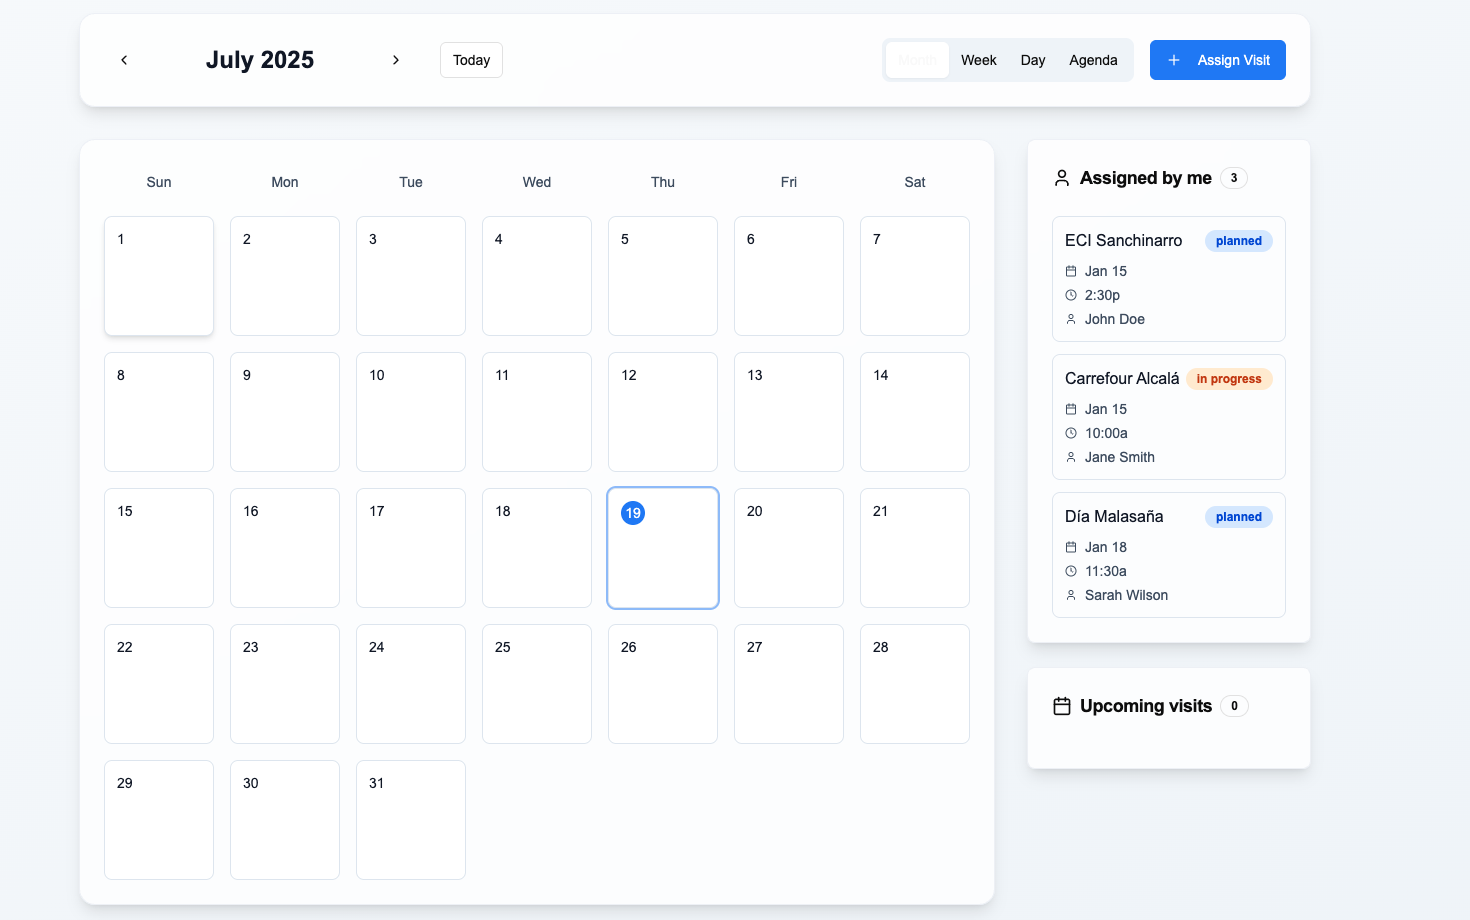 July 2025
Today
Month
Week
Day
Agenda
Assign Visit
Sun Mon Tue Wed Thu Fri Sat
1 2 3 4 5 6 7
8 9 10 11 12 13 14
15 16 17 18 19 20 21
22 23 24 25 26 27 28
29 30 31
Assigned by me 3
ECI Sanchinarro planned
Jan 15
2:30p
John Doe
Carrefour Alcalá in progress
Jan 15
10:00a
Jane Smith
Día Malasaña planned
Jan 18
11:30a
Sarah Wilson
Upcoming visits 0